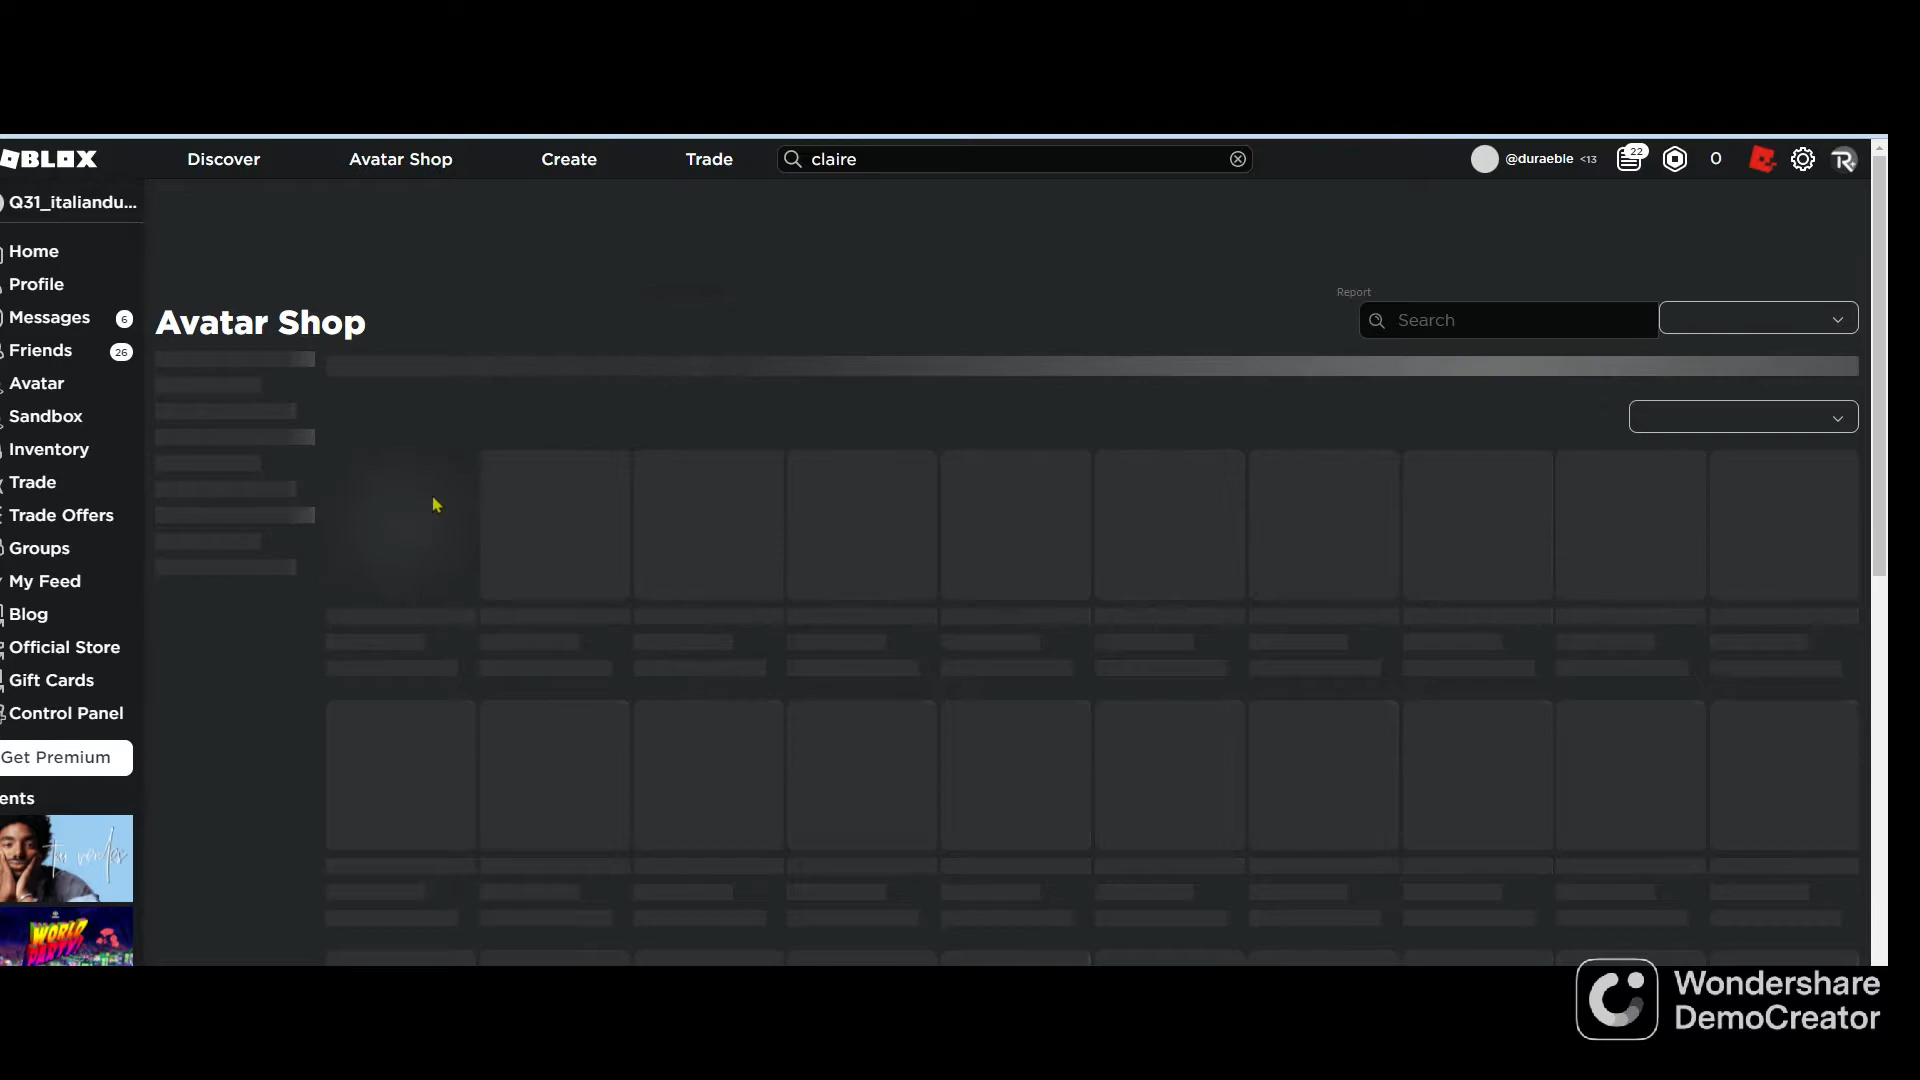 BLOX
Discover
Avatar Shop
Create
Trade
claire
@duraeble <13
22
0
Q31_italiandu...
Home
Profile
Messages 6
Friends 26
Avatar
Sandbox
Inventory
Trade
Trade Offers
Groups
My Feed
Blog
Official Store
Gift Cards
Control Panel
Get Premium
ents
WORLD
PARTY!
Avatar Shop
Report
Search
Wondershare
DemoCreator